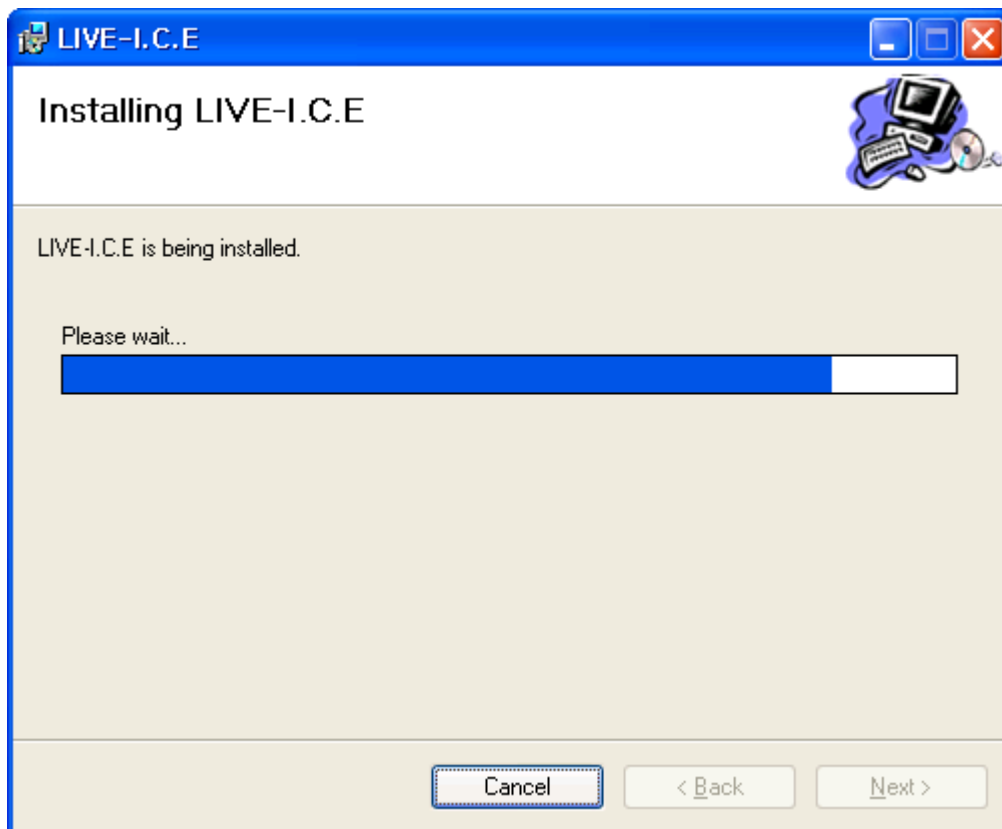 LIVE-I.C.E
Installing LIVE-I.C.E
LIVE-I.C.E is being installed.
Please wait...
Cancel
< Back
Next >